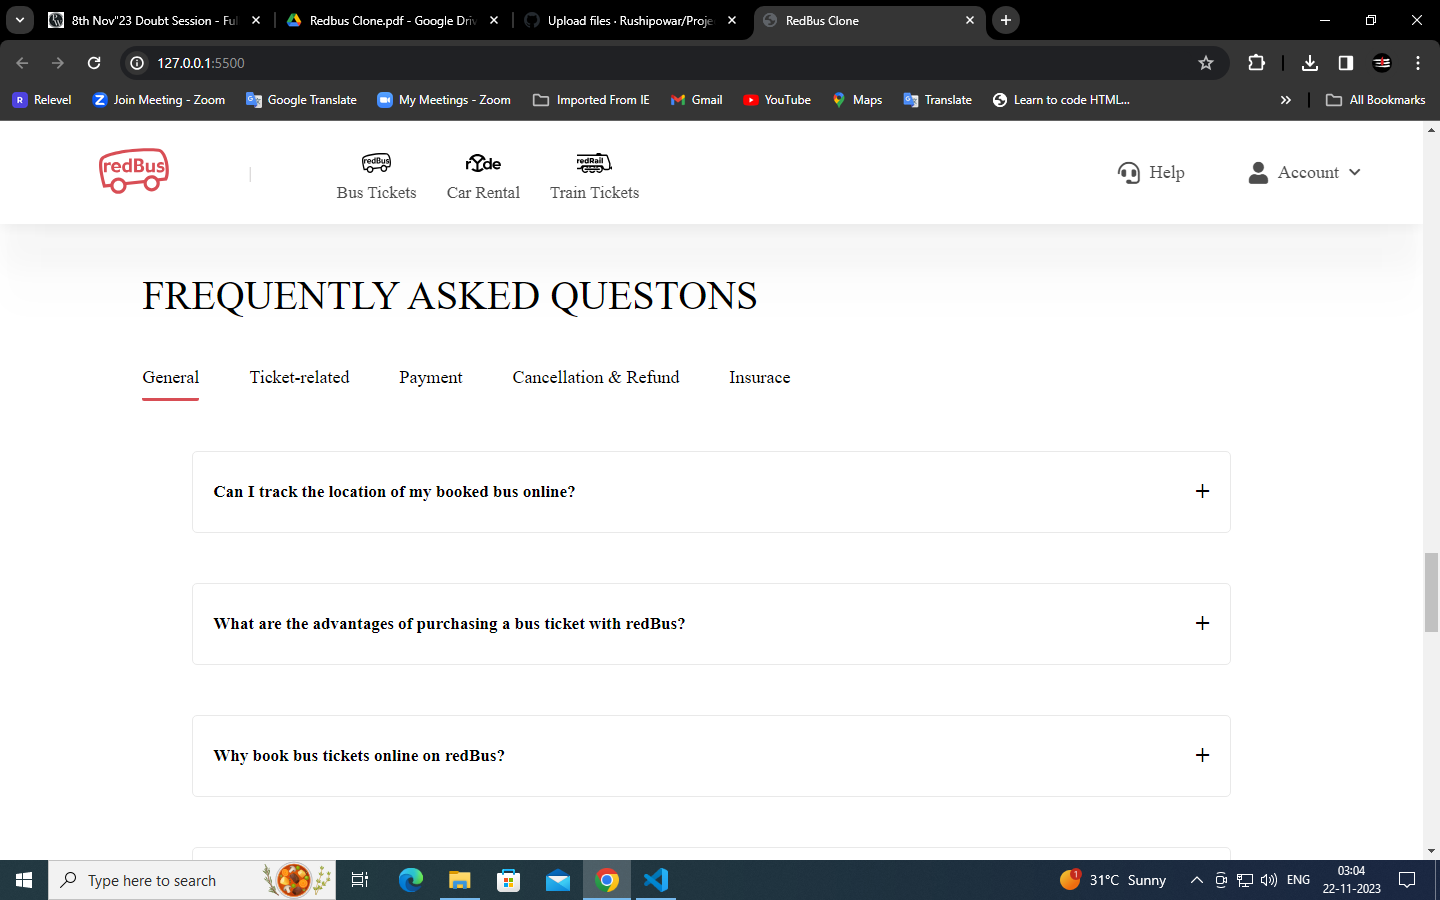 8th Nov"23 Doubt Session - Ful
Redbus Clone.pdf - Google Driv
Upload files · Rushipowar/Proje
RedBus Clone
127.0.0.1:5500
Relevel
Join Meeting - Zoom
Google Translate
My Meetings - Zoom
Imported From IE
Gmail
YouTube
Maps
Translate
Learn to code HTML...
All Bookmarks
redBus
redBus
Bus Tickets
rYde
Car Rental
redRail
Train Tickets
Help
Account
FREQUENTLY ASKED QUESTONS
General
Ticket-related
Payment
Cancellation & Refund
Insurace
Can I track the location of my booked bus online?
What are the advantages of purchasing a bus ticket with redBus?
Why book bus tickets online on redBus?
Type here to search
1
31°C Sunny
ENG
03:04
22-11-2023